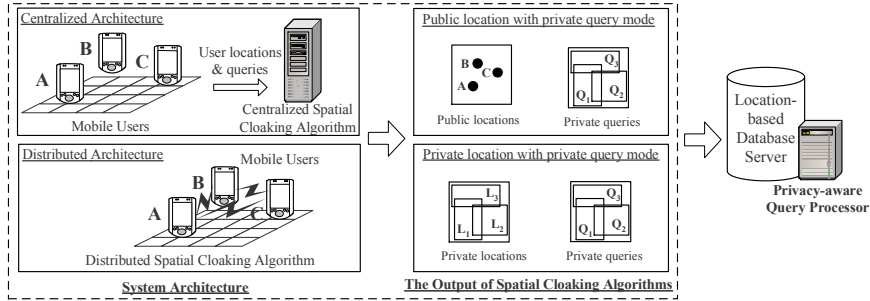 Centralized Architecture
A
B
C
Mobile Users
User locations
& queries
Centralized Spatial
Cloaking Algorithm
Distributed Architecture
Mobile Users
A
B
C
Distributed Spatial Cloaking Algorithm
System Architecture
Public location with private query mode
B
C
A
Public locations
Q3
Q1
Q2
Private queries
Private location with private query mode
L3
L1
L2
Private locations
Q3
Q1
Q2
Private queries
The Output of Spatial Cloaking Algorithms
Location-
based
Database
Server
Privacy-aware
Query Processor